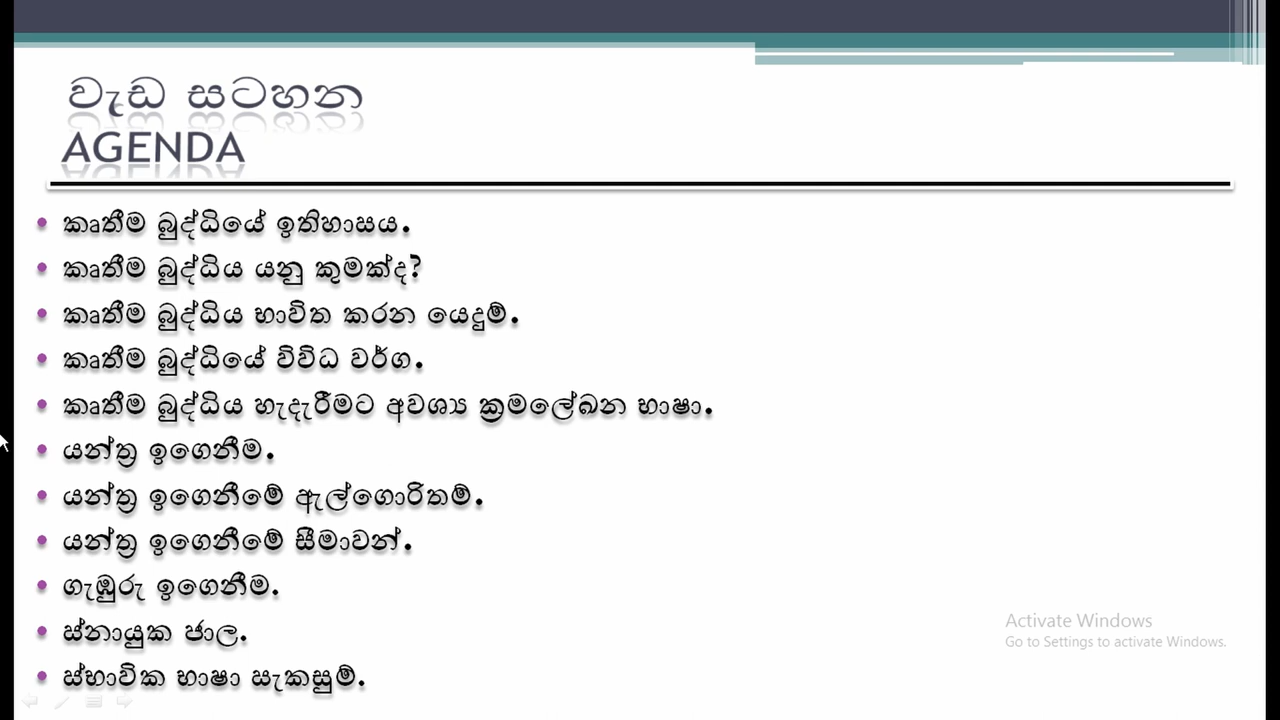 වැඩ සටහන
AGENDA
කෘතීම බුද්ධියේ ඉතිහාසය.
කෘතීම බුද්ධිය යනු කුමක්ද?
කෘතීම බුද්ධිය භාවිත කරන යෙදුම්.
කෘතීම බුද්ධියේ විවිධ වර්ග.
කෘතීම බුද්ධිය හැදෑරීමට අවශ්‍ය ක්‍රමලේඛන භාෂා.
යන්ත්‍ර ඉගෙනීම.
යන්ත්‍ර ඉගෙනීමේ ඇල්ගොරිතම්.
යන්ත්‍ර ඉගෙනීමේ සීමාවන්.
ගැඹුරු ඉගෙනීම.
ස්නායුක ජාල.
ස්භාවික භාෂා සැකසුම්.
Activate Windows
Go to Settings to activate Windows.